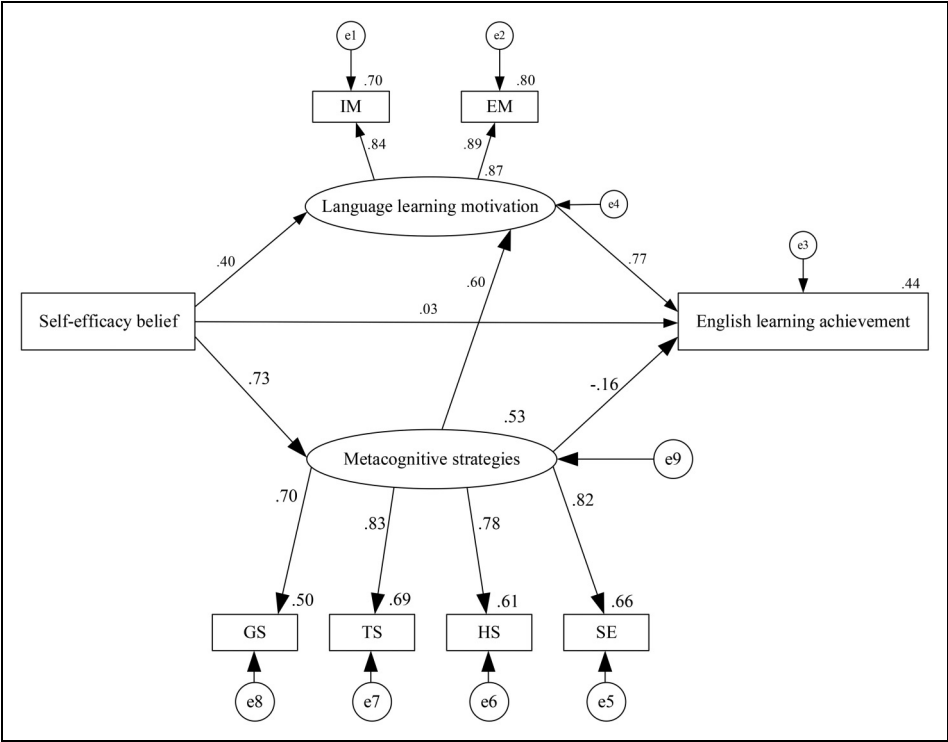 e1
e2
.70
.80
IM
EM
.84
.89
.87
Language learning motivation
e4
e3
.40
.77
.60
.44
.03
Self-efficacy belief
English learning achievement
.73
-.16
.53
Metacognitive strategies
e9
.70
.83
.78
.82
.50
.69
.61
.66
GS
TS
HS
SE
e8
e7
e6
e5